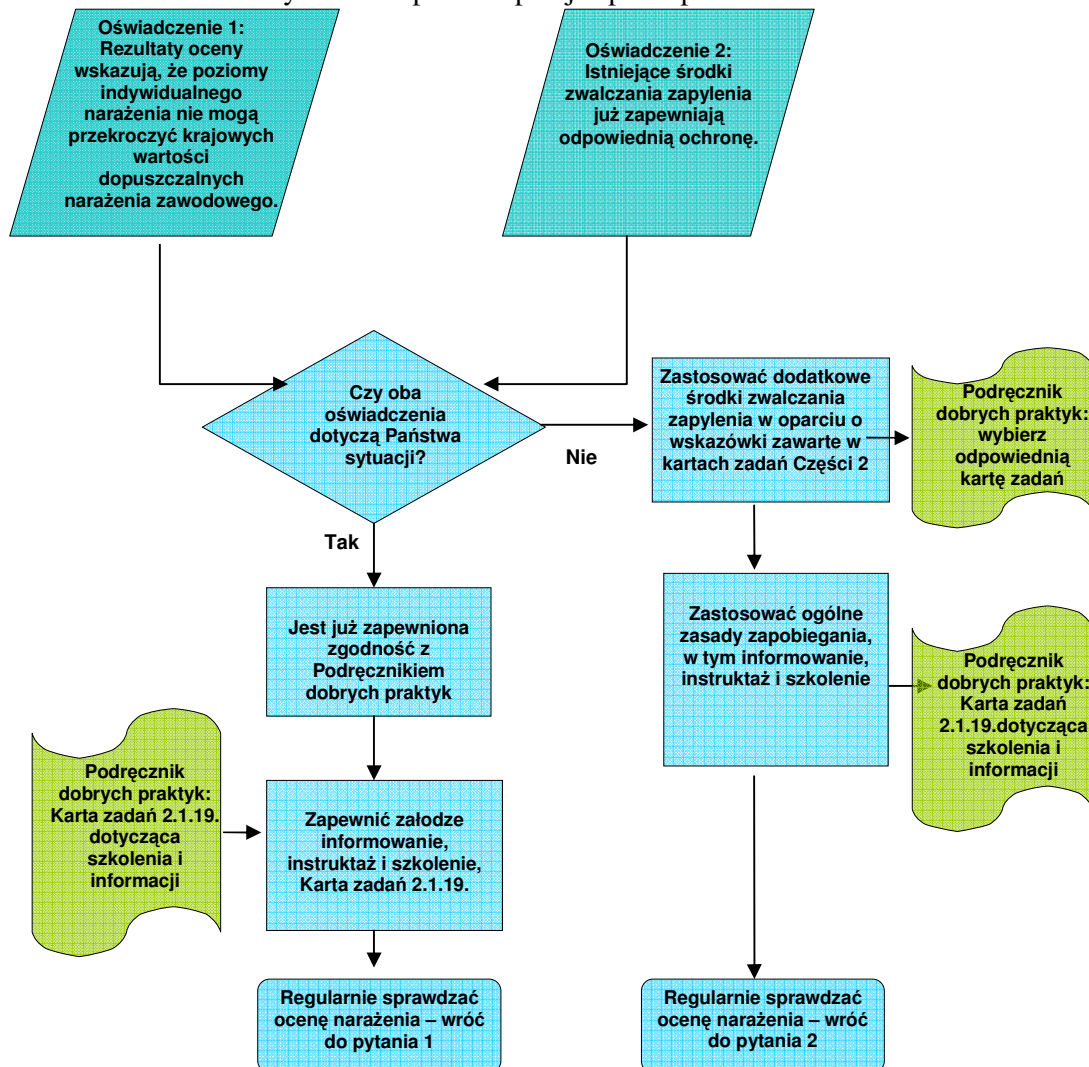 Oświadczenie 1:
Rezultaty oceny
wskazują, że poziomy
indywidualnego
narażenia nie mogą
przekroczyć krajowych
wartości
dopuszczalnych
narażenia zawodowego.
Oświadczenie 2:
Istniejące środki
zwalczania zapylenia
już zapewniają
odpowiednią ochronę.
Czy oba
oświadczenia
dotyczą Państwa
sytuacji?
Nie
Zastosować dodatkowe
środki zwalczania
zapylenia w oparciu o
wskazówki zawarte w
kartach zadań Części 2
Podręcznik
dobrych praktyk:
wybierz
odpowiednią
kartę zadań
Tak
Jest już zapewniona
zgodność z
Podręcznikiem
dobrych praktyk
Zastosować ogólne
zasady zapobiegania,
w tym informowanie,
instruktaż i szkolenie
Podręcznik
dobrych praktyk:
Karta zadań
2.1.19.dotycząca
szkolenia i
informacji
Podręcznik
dobrych praktyk:
Karta zadań 2.1.19.
dotycząca
szkolenia i
informacji
Zapewnić załodze
informowanie,
instruktaż i szkolenie,
Karta zadań 2.1.19.
Regularnie sprawdzać
ocenę narażenia – wróć
do pytania 1
Regularnie sprawdzać
ocenę narażenia – wróć
do pytania 2